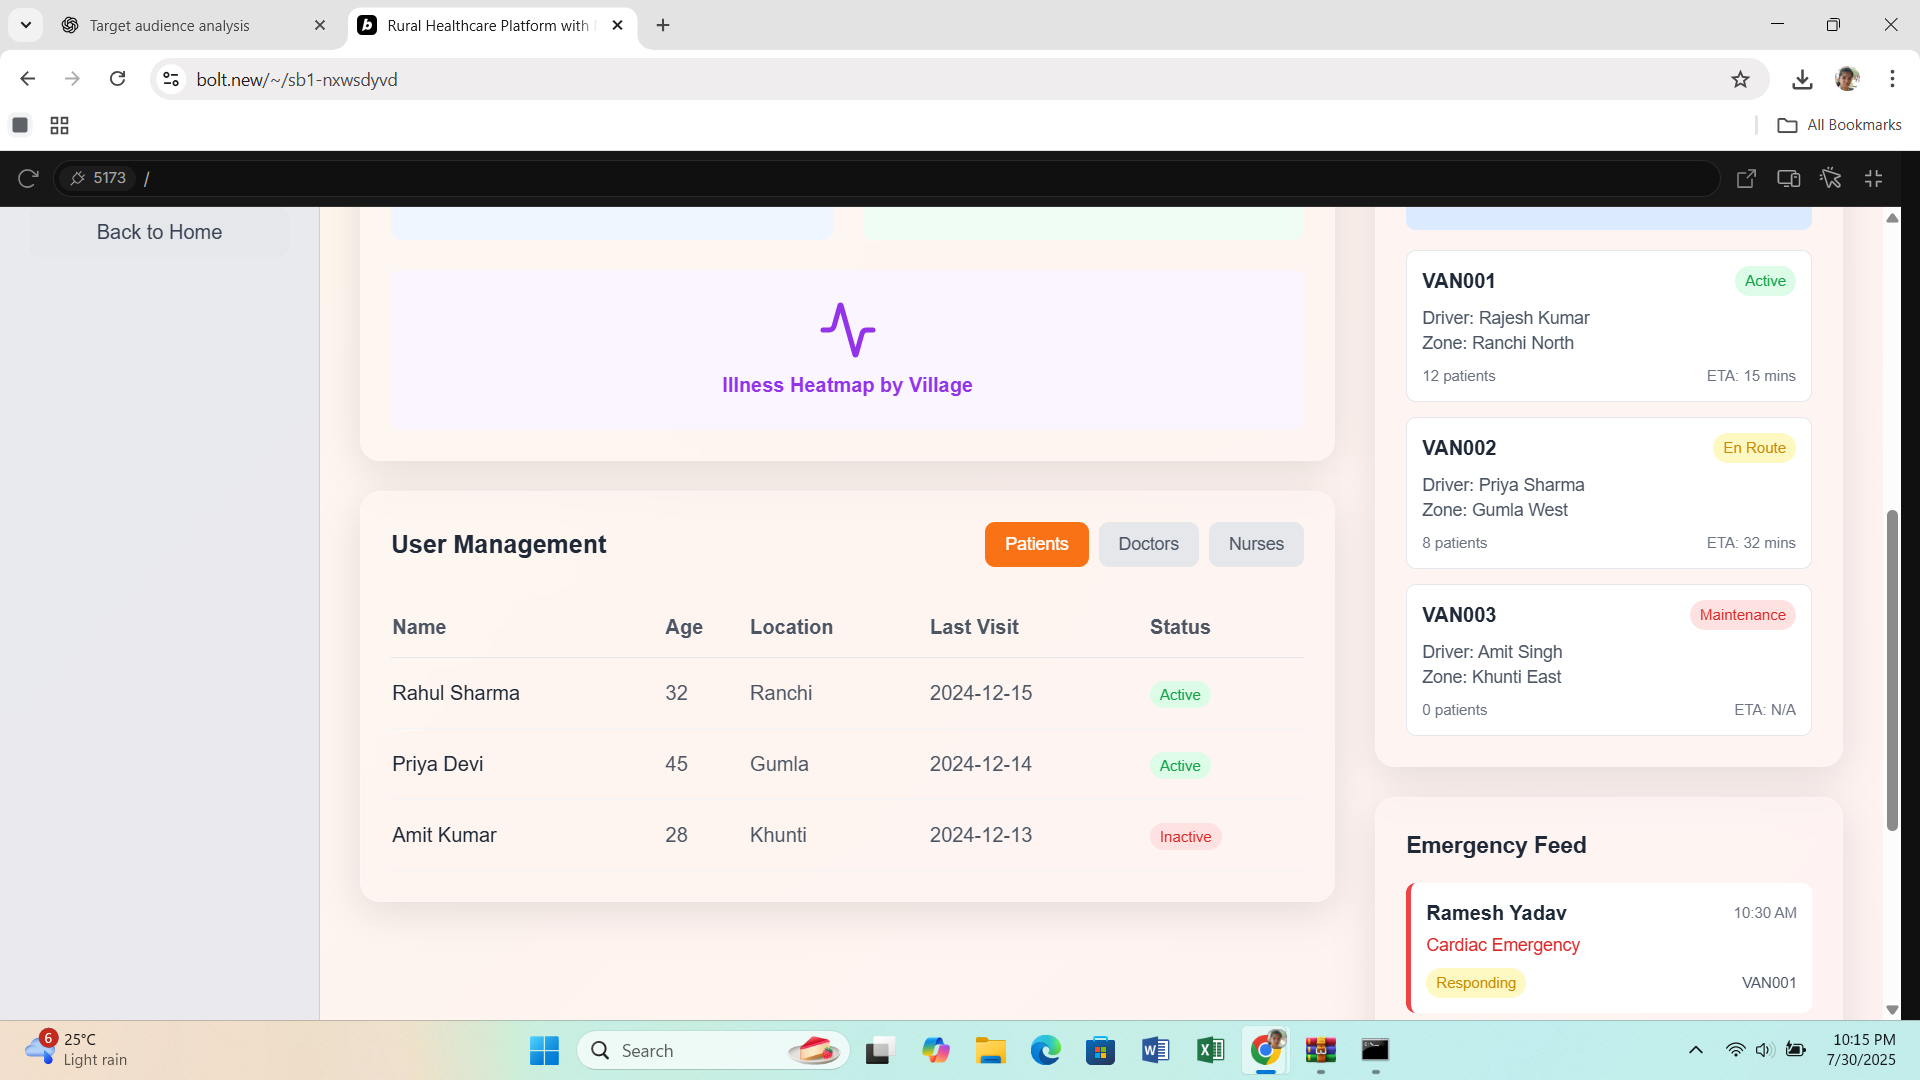 Target audience analysis
Rural Healthcare Platform with
bolt.new/~/sb1-nxwsdyvd
All Bookmarks
5173 /
Back to Home
Illness Heatmap by Village
User Management
Patients
Doctors
Nurses
Name Age Location Last Visit Status
Rahul Sharma 32 Ranchi 2024-12-15 Active
Priya Devi 45 Gumla 2024-12-14 Active
Amit Kumar 28 Khunti 2024-12-13 Inactive
VAN001 Active
Driver: Rajesh Kumar
Zone: Ranchi North
12 patients ETA: 15 mins
VAN002 En Route
Driver: Priya Sharma
Zone: Gumla West
8 patients ETA: 32 mins
VAN003 Maintenance
Driver: Amit Singh
Zone: Khunti East
0 patients ETA: N/A
Emergency Feed
Ramesh Yadav 10:30 AM
Cardiac Emergency
Responding VAN001
6
25°C
Light rain
Search
10:15 PM
7/30/2025